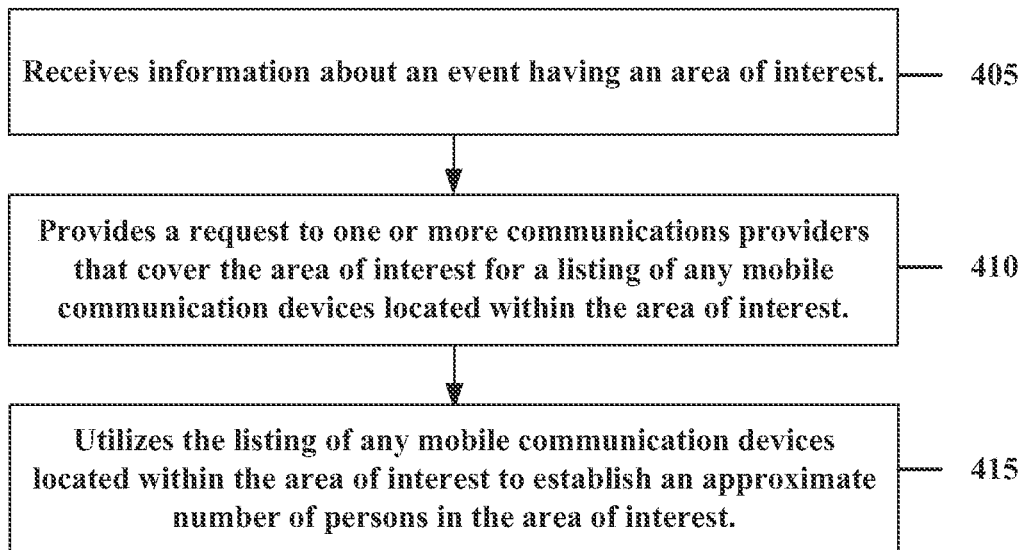 Receives information about an event having an area of interest. 405
Provides a request to one or more communications providers
that cover the area of interest for a listing of any mobile 410
communication devices located within the area of interest.
Utilizes the listing of any mobile communication devices
located within the area of interest to establish an approximate 415
number of persons in the area of interest.